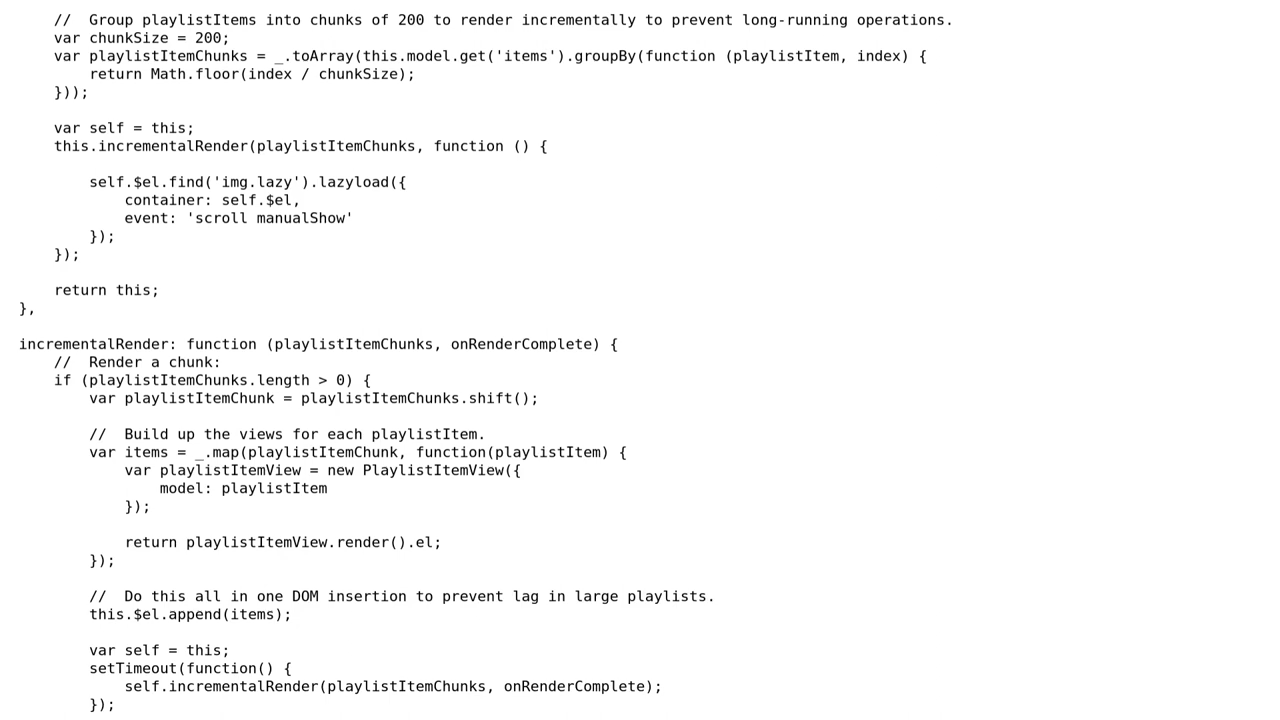 //  Group playlistItems into chunks of 200 to render incrementally to prevent long-running operations.
    var chunkSize = 200;
    var playlistItemChunks = _.toArray(this.model.get('items').groupBy(function (playlistItem, index) {
        return Math.floor(index / chunkSize);
    }));

    var self = this;
    this.incrementalRender(playlistItemChunks, function () {

        self.$el.find('img.lazy').lazyload({
            container: self.$el,
            event: 'scroll manualShow'
        });
    });

    return this;
},

incrementalRender: function (playlistItemChunks, onRenderComplete) {
    //  Render a chunk:
    if (playlistItemChunks.length > 0) {
        var playlistItemChunk = playlistItemChunks.shift();

        //  Build up the views for each playlistItem.
        var items = _.map(playlistItemChunk, function(playlistItem) {
            var playlistItemView = new PlaylistItemView({
                model: playlistItem
            });

            return playlistItemView.render().el;
        });

        //  Do this all in one DOM insertion to prevent lag in large playlists.
        this.$el.append(items);

        var self = this;
        setTimeout(function() {
            self.incrementalRender(playlistItemChunks, onRenderComplete);
        });